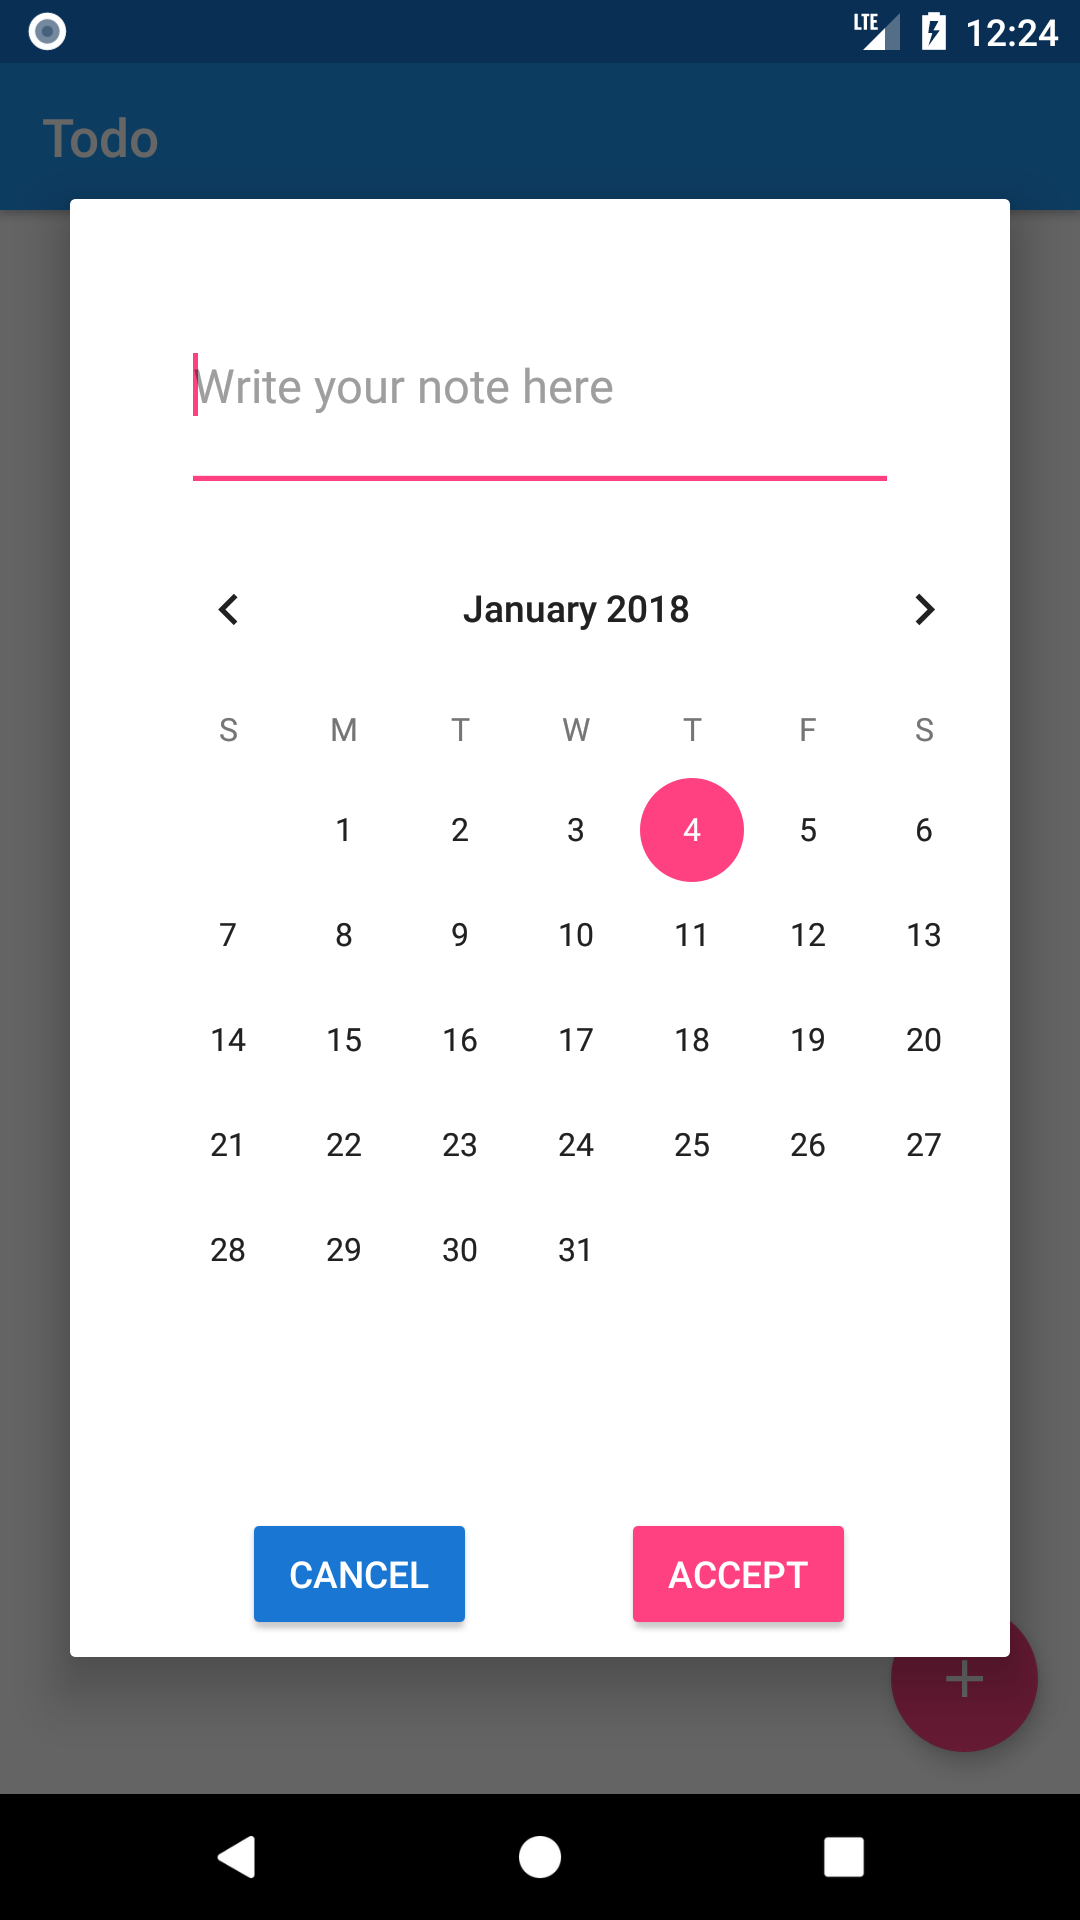 LTE 12:24
Todo
Write your note here
January 2018
S M T W T F S
1 2 3 4 5 6
7 8 9 10 11 12 13
14 15 16 17 18 19 20
21 22 23 24 25 26 27
28 29 30 31
CANCEL ACCEPT